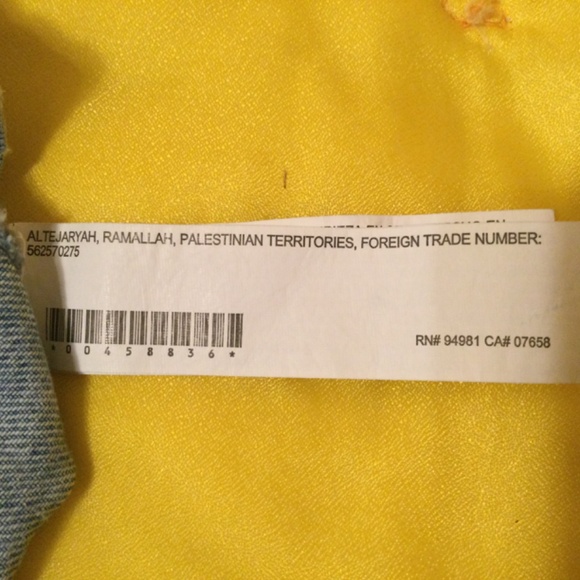 ALTEJARYAH, RAMALLAH, PALESTINIAN TERRITORIES, FOREIGN TRADE NUMBER:
562570275
*00458836*
RN# 94981 CA# 07658